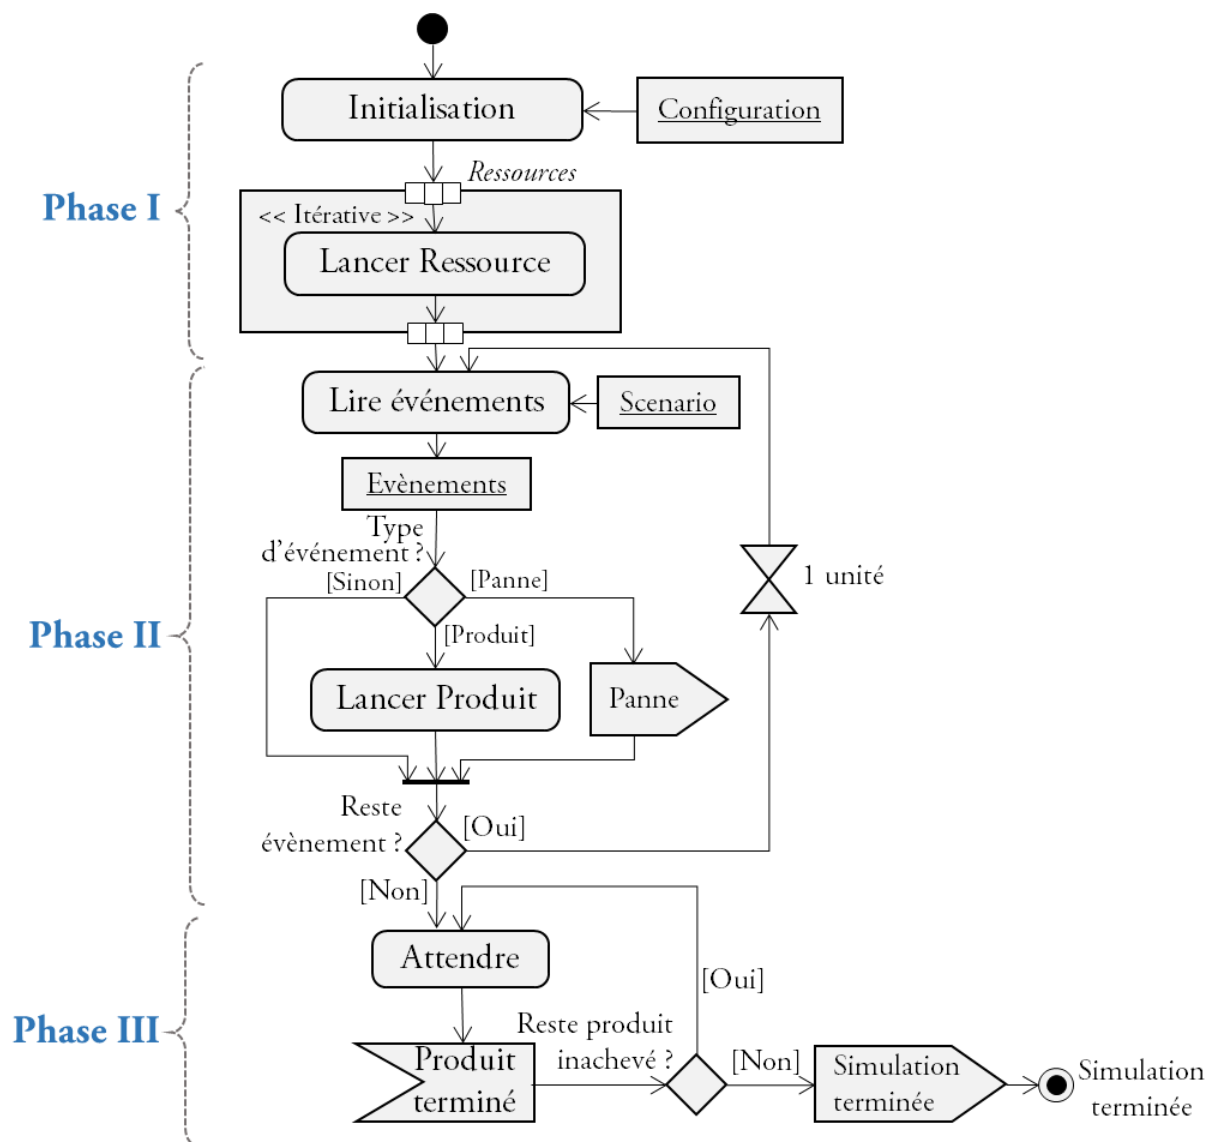 Initialisation
Configuration
Ressources
Phase I
<< Itérative >>
Lancer Ressource
Lire événements
Scenario
Evènements
Type
d'événement ?
[Sinon]
[Panne]
1 unité
[Produit]
Phase II
Lancer Produit
Panne
Reste
évènement ?
[Oui]
[Non]
Attendre
[Oui]
Phase III
Reste produit
inachevé ?
Produit
terminé
[Non]
Simulation
terminée
Simulation
terminée